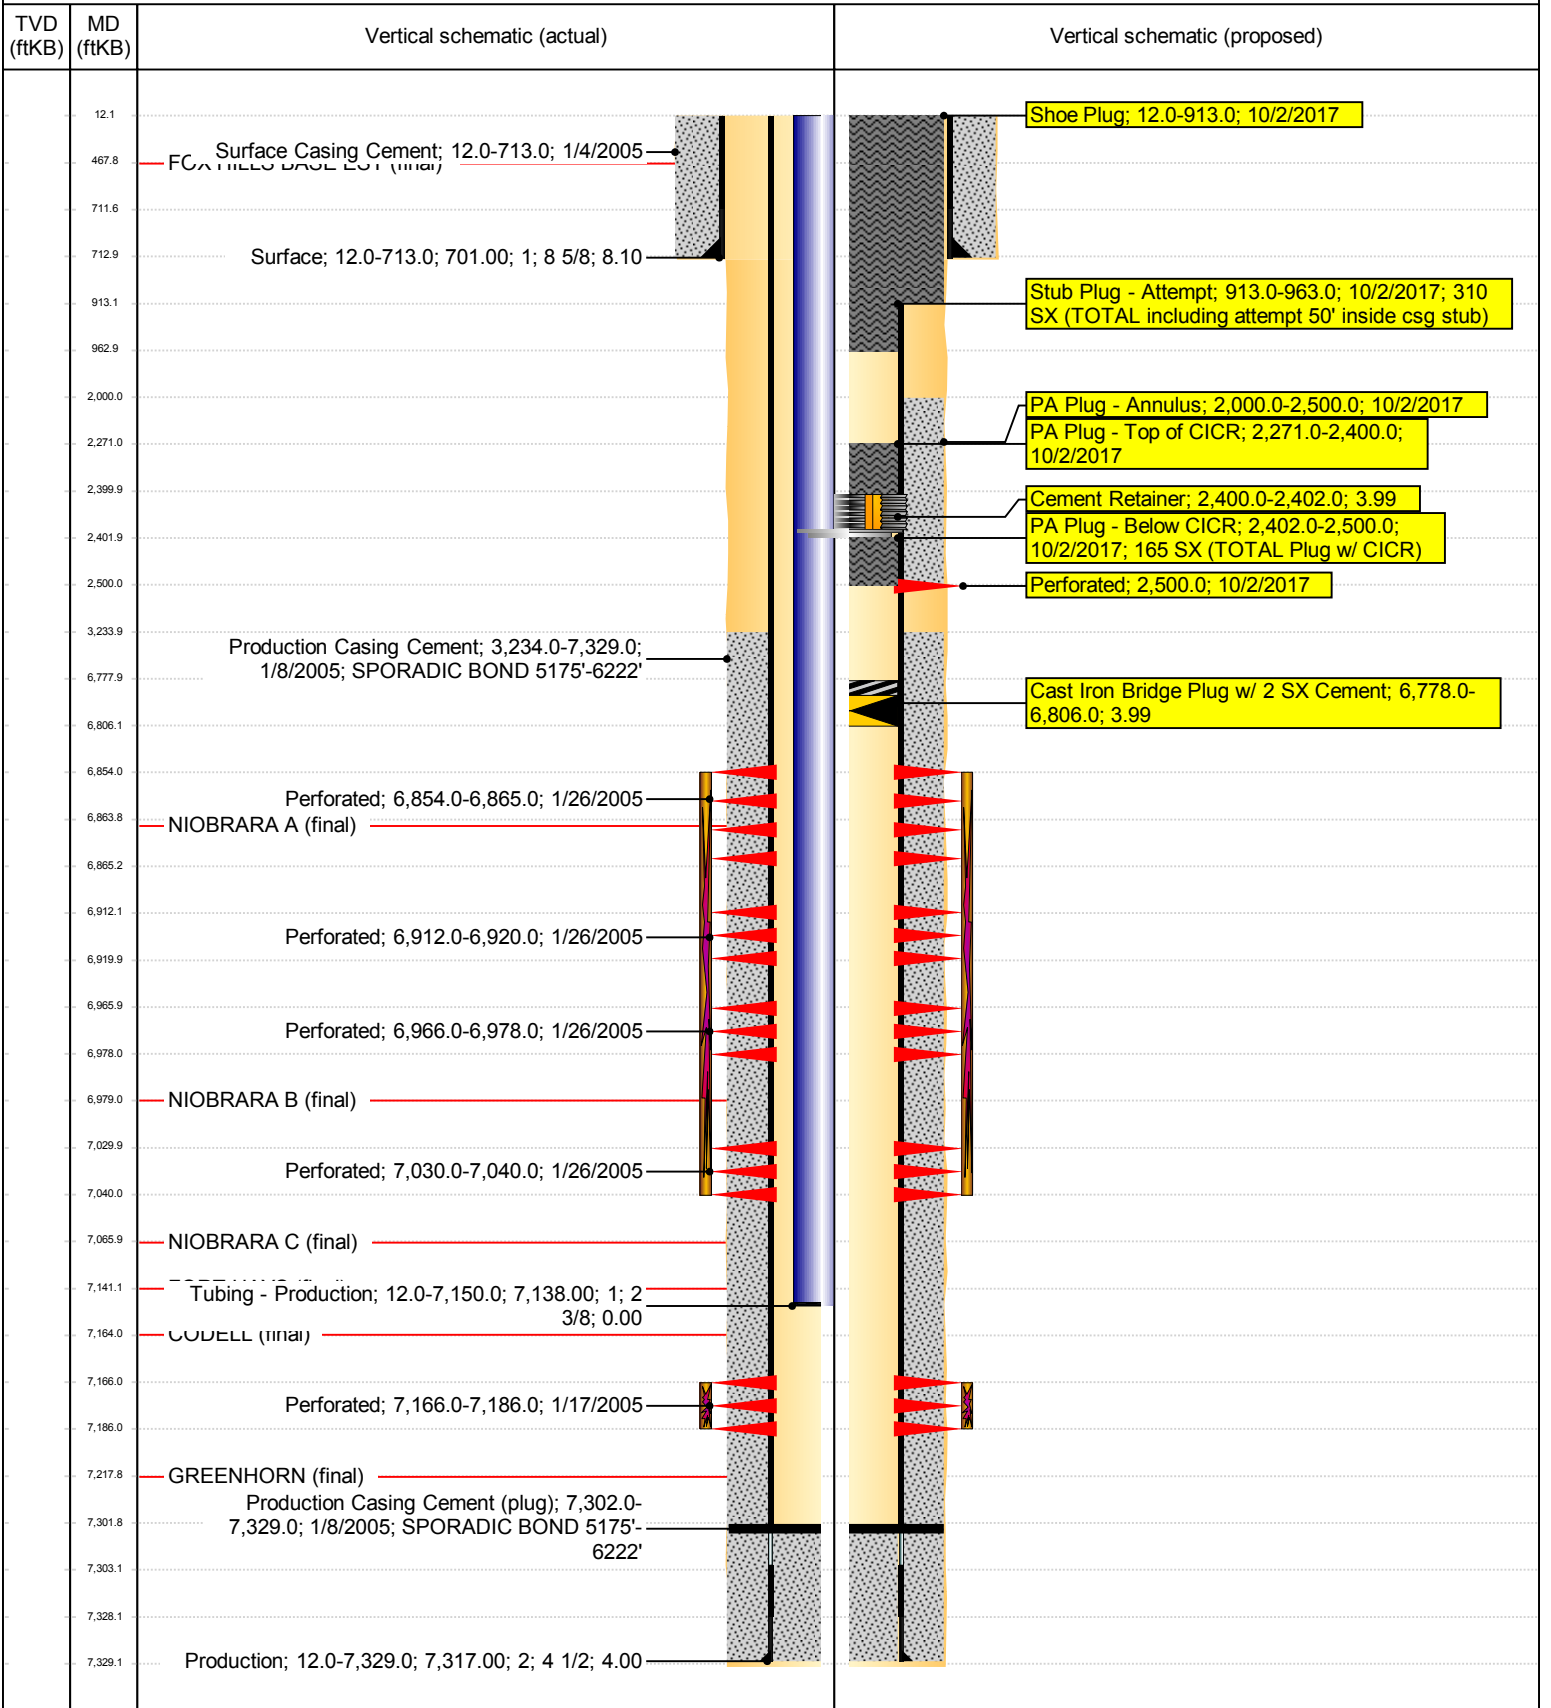 TVD
(ftKB)
MD
(ftKB)
Vertical schematic (actual)
Vertical schematic (proposed)
12.1
467.8
711.6
712.9
913.1
962.9
2,000.0
2,271.0
2,399.9
2,401.9
2,500.0
3,233.9
6,777.9
6,806.1
6,854.0
6,863.8
6,865.2
6,912.1
6,919.9
6,965.9
6,978.0
6,979.0
7,029.9
7,040.0
7,065.9
7,141.1
7,164.0
7,166.0
7,186.0
7,217.8
7,301.8
7,303.1
7,328.1
7,329.1
Surface Casing Cement; 12.0-713.0; 1/4/2005
FOX HILLS BASE EST (final)
Surface; 12.0-713.0; 701.00; 1; 8 5/8; 8.10
Production Casing Cement; 3,234.0-7,329.0;
1/8/2005; SPORADIC BOND 5175'-6222'
Perforated; 6,854.0-6,865.0; 1/26/2005
NIOBRARA A (final)
Perforated; 6,912.0-6,920.0; 1/26/2005
Perforated; 6,966.0-6,978.0; 1/26/2005
NIOBRARA B (final)
Perforated; 7,030.0-7,040.0; 1/26/2005
NIOBRARA C (final)
Tubing - Production; 12.0-7,150.0; 7,138.00; 1; 2
3/8; 0.00
CODELL (final)
Perforated; 7,166.0-7,186.0; 1/17/2005
GREENHORN (final)
Production Casing Cement (plug); 7,302.0-
7,329.0; 1/8/2005; SPORADIC BOND 5175'-
6222'
Production; 12.0-7,329.0; 7,317.00; 2; 4 1/2; 4.00
Shoe Plug; 12.0-913.0; 10/2/2017
Stub Plug - Attempt; 913.0-963.0; 10/2/2017; 310
SX (TOTAL including attempt 50' inside csg stub)
PA Plug - Annulus; 2,000.0-2,500.0; 10/2/2017
PA Plug - Top of CICR; 2,271.0-2,400.0;
10/2/2017
Cement Retainer; 2,400.0-2,402.0; 3.99
PA Plug - Below CICR; 2,402.0-2,500.0;
10/2/2017; 165 SX (TOTAL Plug w/ CICR)
Perforated; 2,500.0; 10/2/2017
Cast Iron Bridge Plug w/ 2 SX Cement; 6,778.0-
6,806.0; 3.99